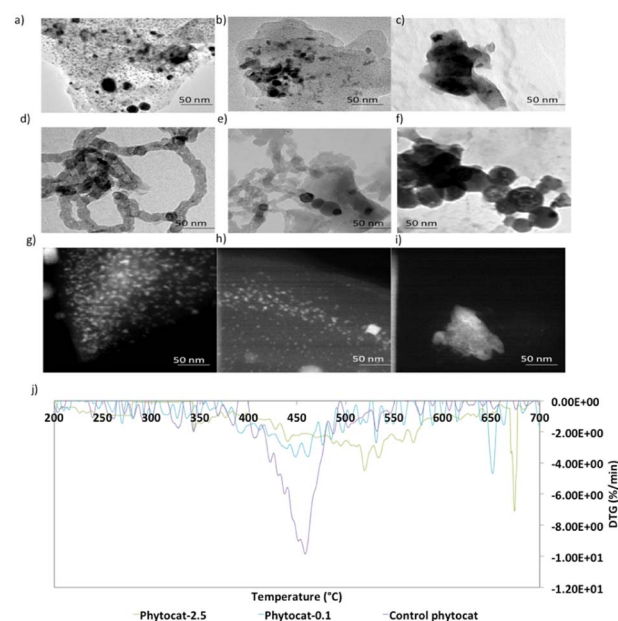 a) b) c)
50 nm 50 nm 50 nm
d) e) f)
50 nm 50 nm 50 nm
g) h) i)
50 nm 50 nm 50 nm
j)
200 250 300 350 400 450 500 550 600 650 700
0.00E+00
-2.00E+00
-4.00E+00
-6.00E+00
-8.00E+00
-1.00E+01
-1.20E+01
DTG (%/min)
Temperature (°C)
Phytocat-2.5 Phytocat-0.1 Control phytocat